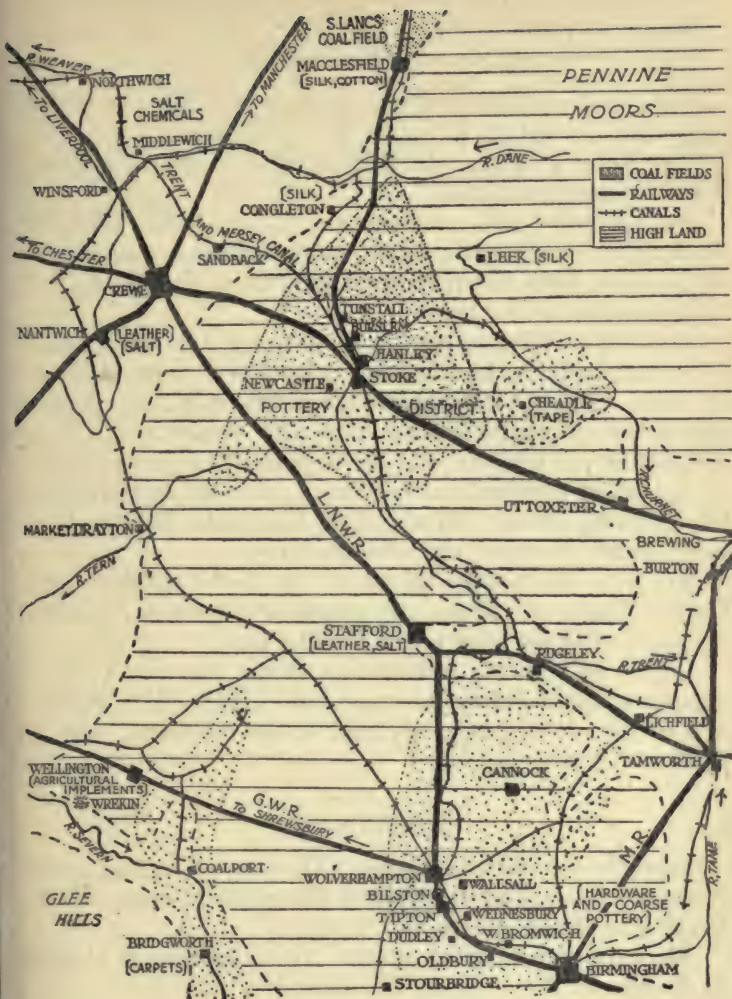 S. LANCS
COAL FIELD
MACCLESFIELD
(SILK, COTTON)
PENNINE
MOORS
R. WEAVER
NORTHWICH
TO MANCHESTER
TO LIVERPOOL
SALT
CHEMICALS
MIDDLEWICH
R. DANE
COAL FIELDS
RAILWAYS
CANALS
HIGH LAND
WINSFORD
TRENT AND MERSEY CANAL
(SILK)
CONGLETON
SANDBACK
TO CHESTER
LEEK (SILK)
CREWE
TUNSTALL
BURSLEM
NANTWICH
(LEATHER)
(SALT)
HANLEY
STOKE
NEWCASTLE
POTTERY DISTRICT
CHEADLE
(TAPE)
L.N.W.R.
UTTOXETER
R. CHURNET
MARKET DRAYTON
BREWING
BURTON
R. TERN
STAFFORD
(LEATHER, SALT)
RUGELEY
R. TRENT
LICHFIELD
TAMWORTH
WELLINGTON
(AGRICULTURAL
IMPLEMENTS)
WREKIN
CANNOCK
G.W.R.
TO SHREWSBURY
R. SEVERN
M.R.
R. TAME
COALPORT
WOLVERHAMPTON
WALLSALL
BILSTON
(HARDWARE
AND COARSE
POTTERY)
GLEE
HILLS
TIPTON
WEDNESBURY
DUDLEY
W. BROMWICH
BRIDGWORTH
(CARPETS)
OLDBURY
BIRMINGHAM
STOURBRIDGE